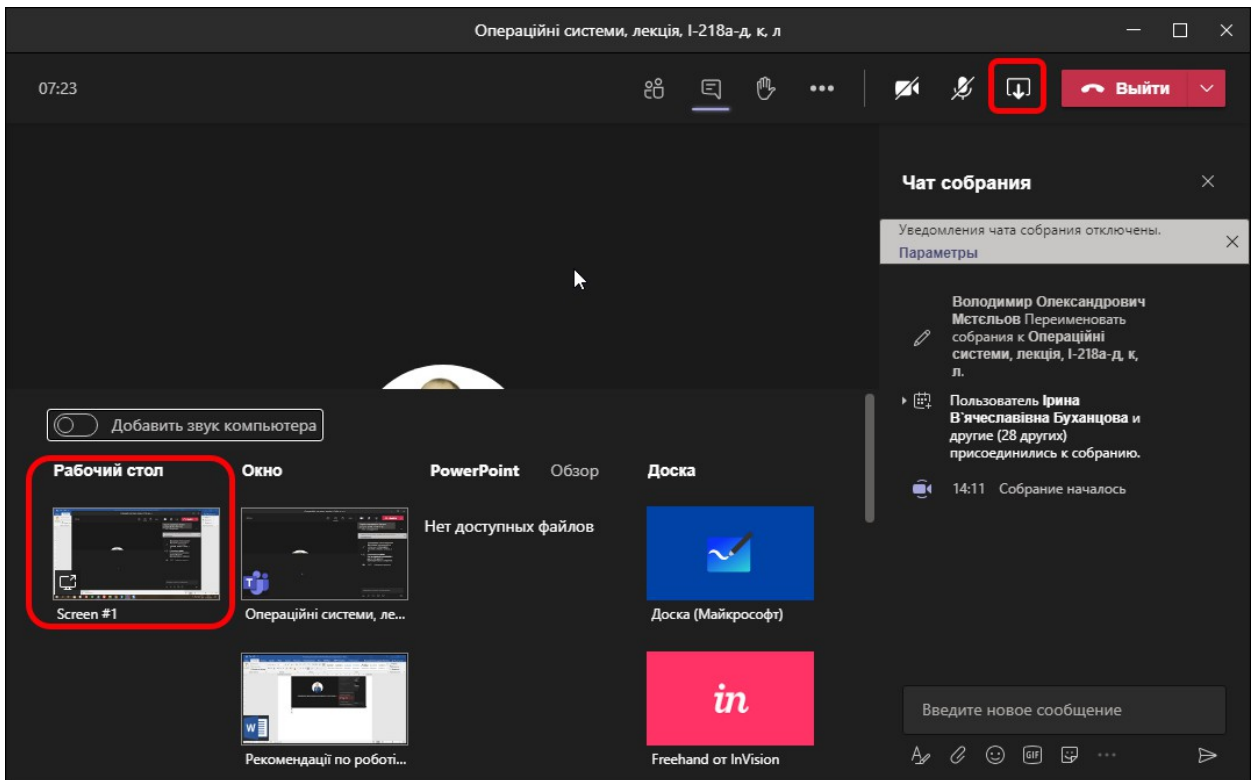 Операційні системи, лекція, І-218а-д, к, л
07:23
Выйти
Чат собрания
Уведомления чата собрания отключены.
Параметры
Володимир Олександрович
Мєтєльов Переименовать
собрания к Операційні
системи, лекція, І-218а-д, к,
л.
Пользователь Ірина
В`ячеславівна Буханцова и
другие (28 других)
присоединились к собранию.
14:11 Собрание началось
Добавить звук компьютера
Рабочий стол
Окно
PowerPoint
Обзор
Доска
Нет доступных файлов
Screen #1
Операційні системи, ле...
Доска (Майкрософт)
in
Рекомендації по роботі...
Freehand от InVision
Введите новое сообщение
GIF